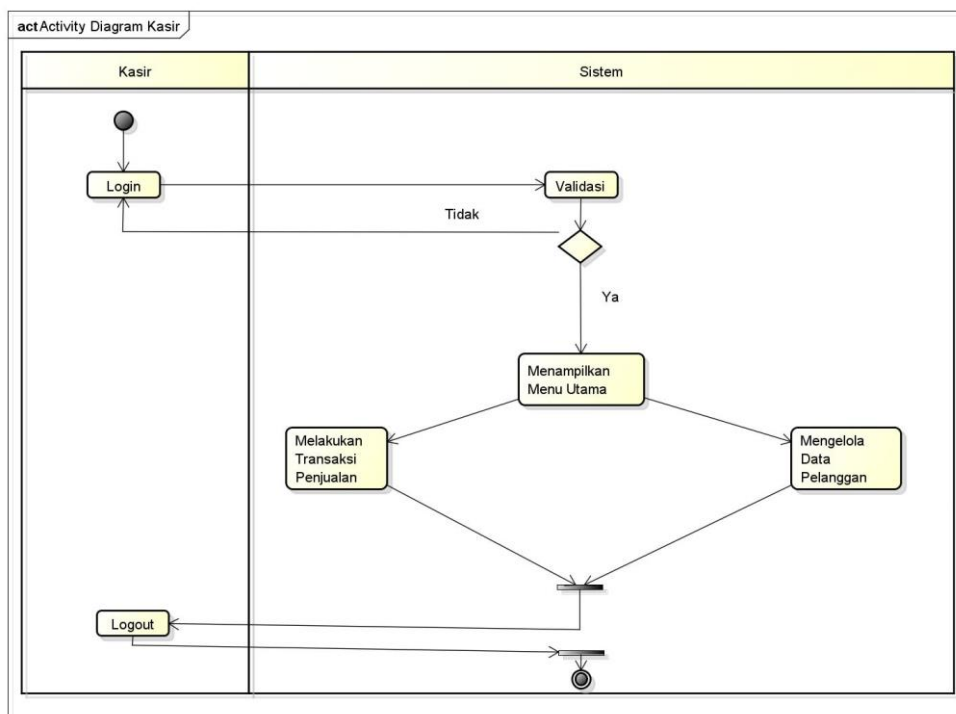 act Activity Diagram Kasir
Kasir
Sistem
Login
Validasi
Tidak
Ya
Menampilkan
Menu Utama
Melakukan
Transaksi
Penjualan
Mengelola
Data
Pelanggan
Logout